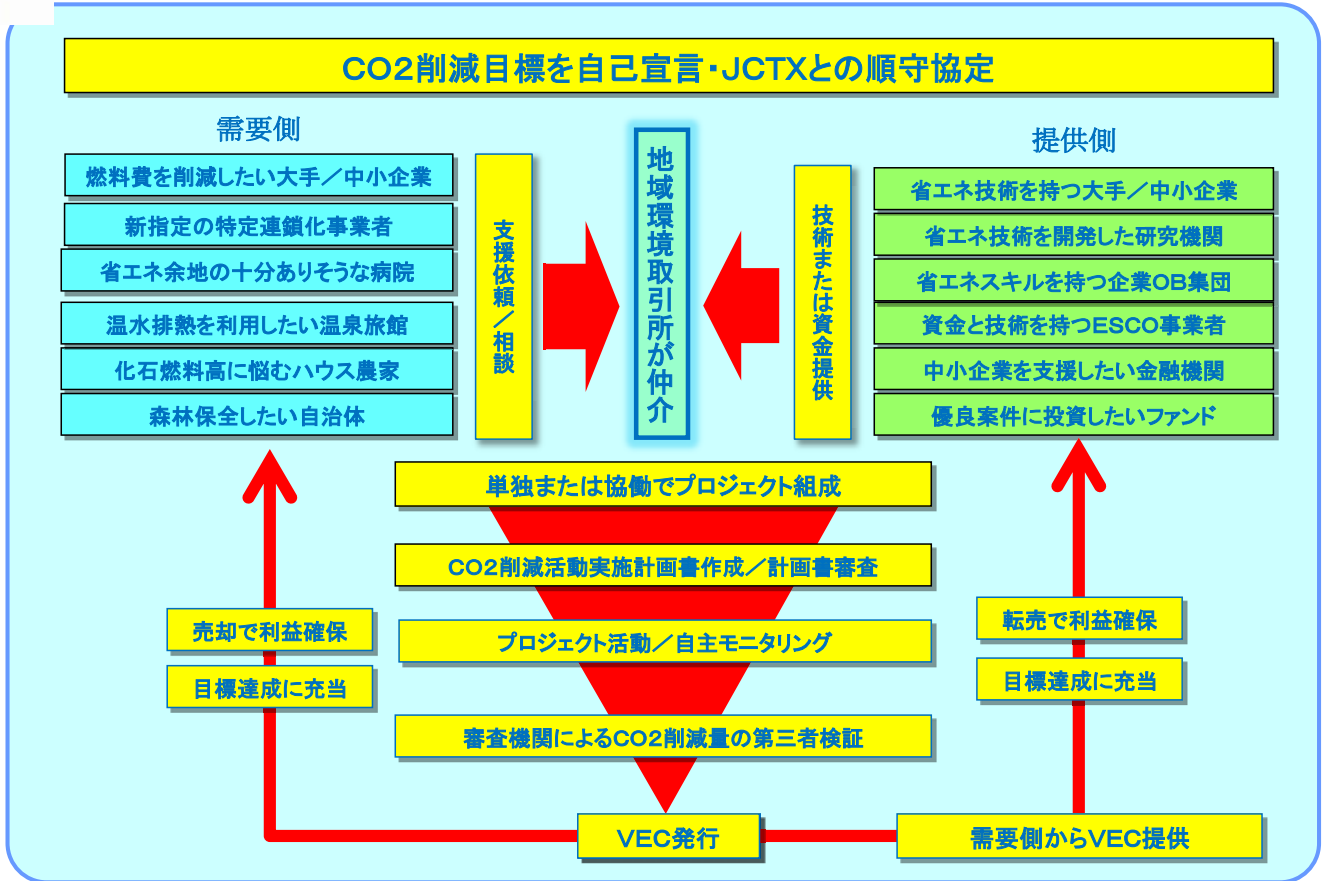 CO2削減目標を自己宣言・JCTXとの順守協定
需要側
燃料費を削減したい大手／中小企業
新指定の特定連鎖化事業者
省エネ余地の十分ありそうな病院
温水排熱を利用したい温泉旅館
化石燃料高に悩むハウス農家
森林保全したい自治体
支援依頼／相談
地域環境取引所が仲介
技術または資金提供
提供側
省エネ技術を持つ大手／中小企業
省エネ技術を開発した研究機関
省エネスキルを持つ企業OB集団
資金と技術を持つESCO事業者
中小企業を支援したい金融機関
優良案件に投資したいファンド
単独または協働でプロジェクト組成
CO2削減活動実施計画書作成／計画書審査
プロジェクト活動／自主モニタリング
審査機関によるCO2削減量の第三者検証
売却で利益確保
目標達成に充当
転売で利益確保
目標達成に充当
VEC発行
需要側からVEC提供